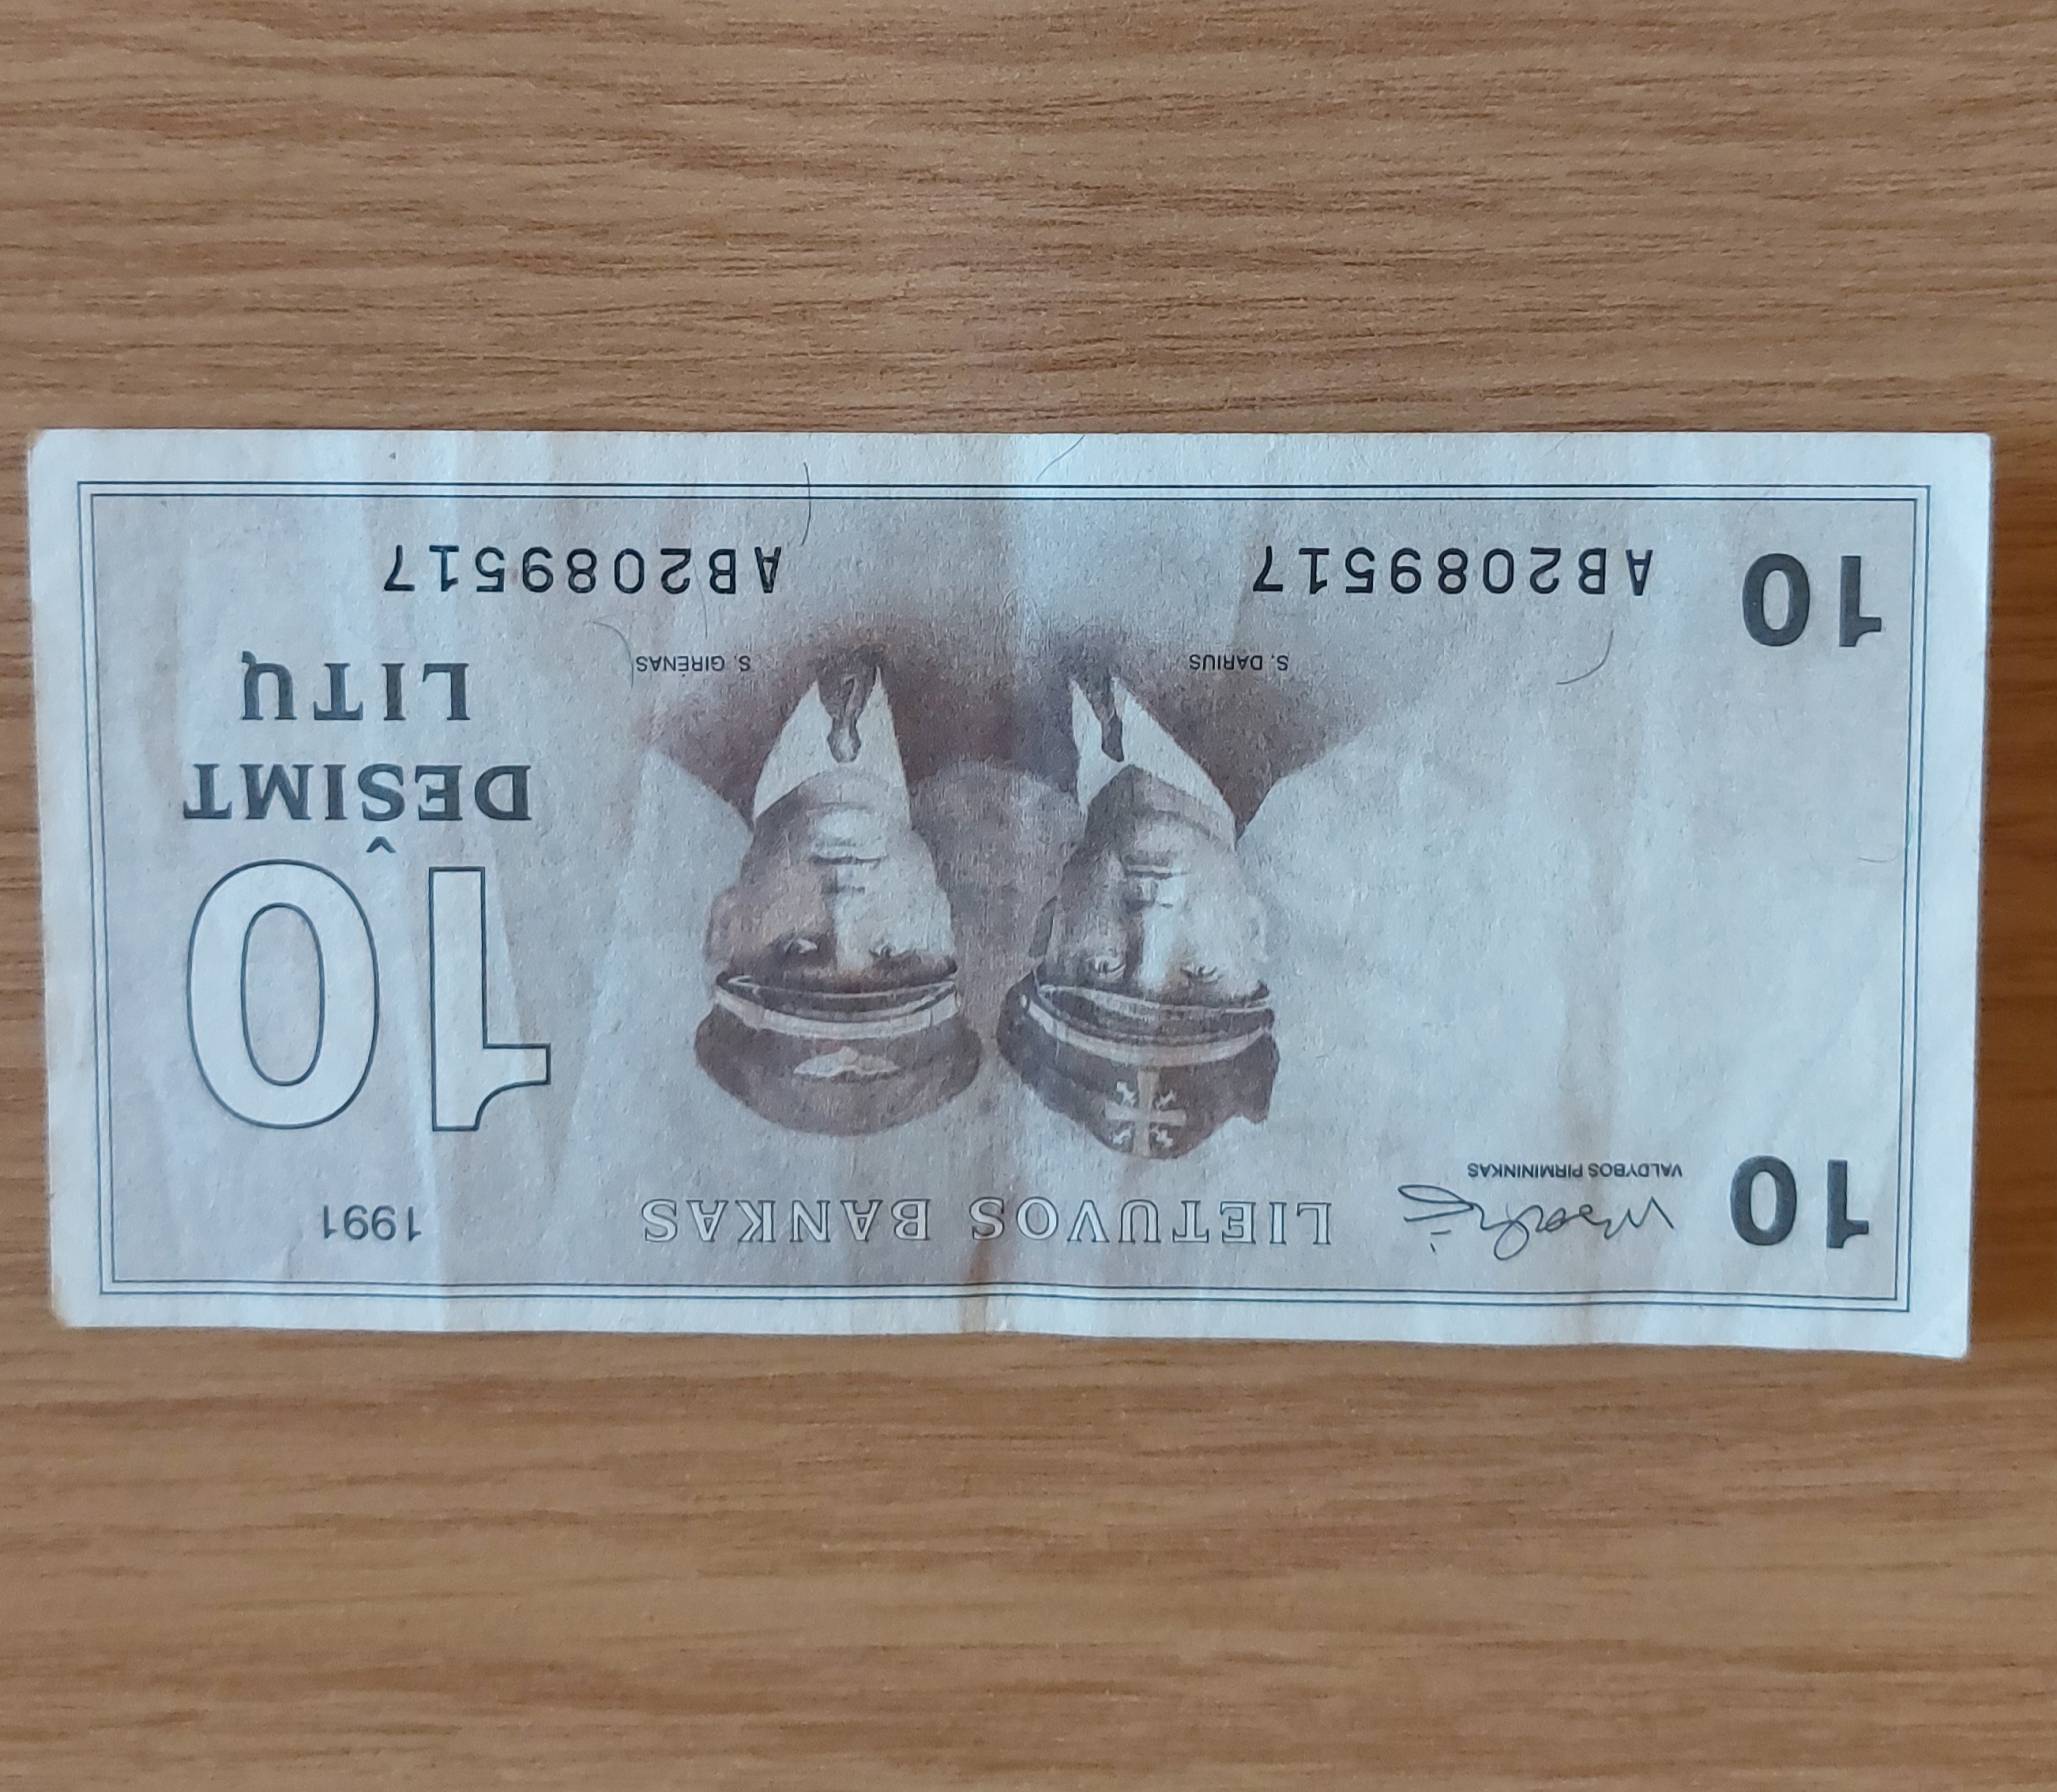 10
VALDYBOS PIRMININKAS
LIETUVOS BANKAS
1991
10
DEŠIMT
LITŲ
S. DARIUS
S. GIRĖNAS
10
AB2089517
AB2089517